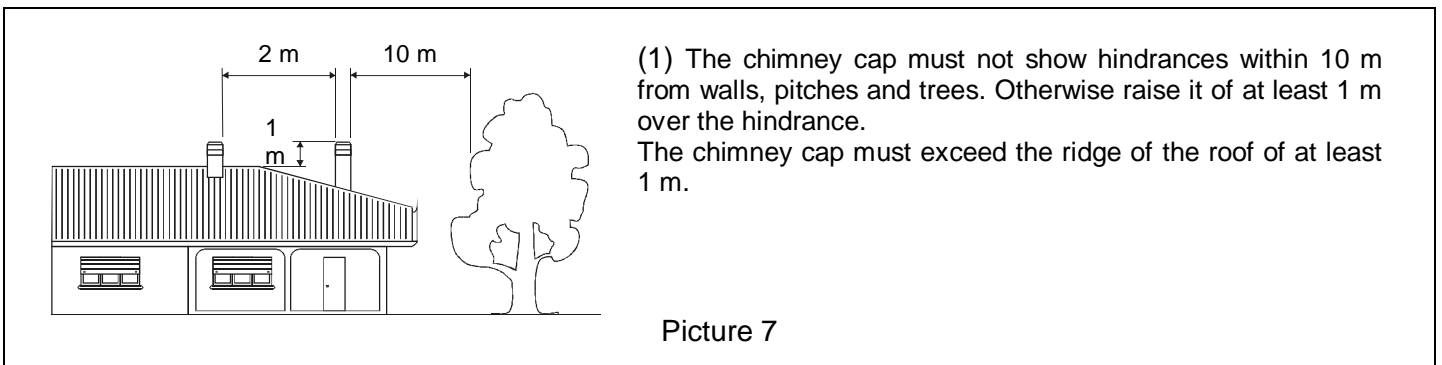 2 m
10 m
1
m
(1) The chimney cap must not show hindrances within 10 m
from walls, pitches and trees. Otherwise raise it of at least 1 m
over the hindrance.
The chimney cap must exceed the ridge of the roof of at least
1 m.
Picture 7